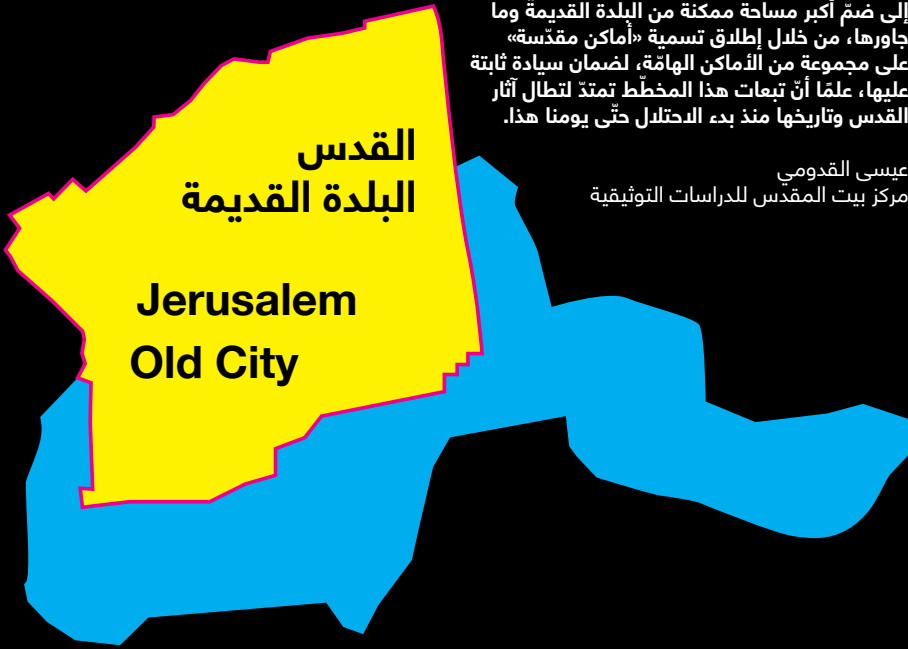 إلى ضمّ أكبر مساحة ممكنة من البلدة القديمة وما
جاورها، من خلال إطلاق تسمية «أماكن مقدّسة»
على مجموعة من الأماكن الهامّة، لضمان سيادة ثابتة
عليها، علمًا أنّ تبعات هذا المخطّط تمتدّ لتطال آثار
القدس وتاريخها منذ بدء الاحتلال حتّى يومنا هذا.
عيسى القدومي
مركز بيت المقدس للدراسات التوثيقية
القدس
البلدة القديمة
Jerusalem
Old City